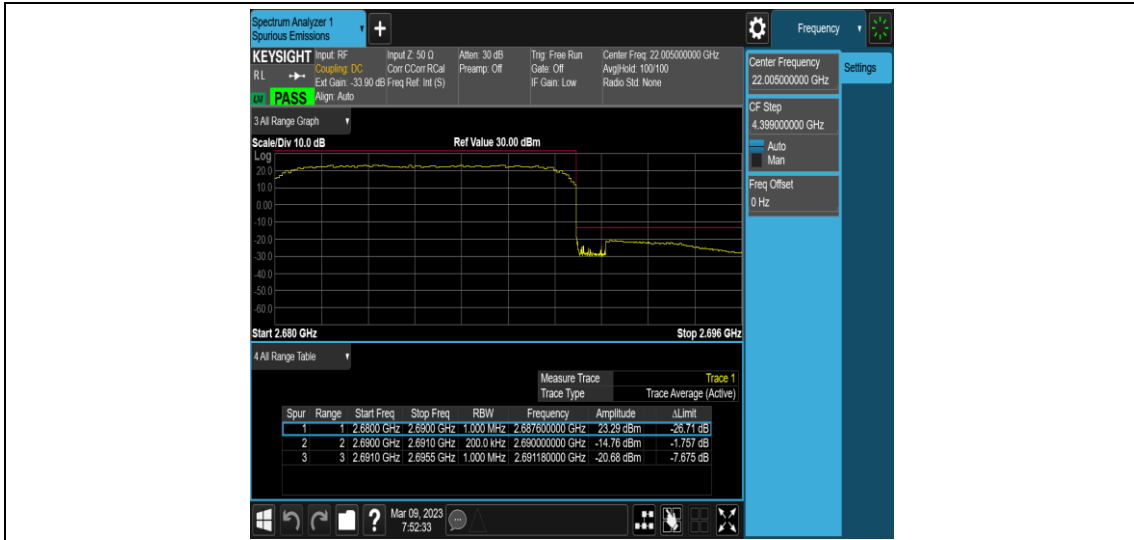 Spectrum Analyzer 1
Spurious Emissions
+
Frequency
KEYSIGHT Input: RF Input Z: 50 Ω Atten: 30 dB Trig: Free Run Center Freq: 22.005000000 GHz
RL Coupling: DC Corr CCorr RCal Preamp: Off Gate: Off Avg|Hold: 100/100
Ext Gain: -33.90 dB Freq Ref: Int (S) IF Gain: Low Radio Std: None
LXI PASS Align: Auto
Center Frequency
22.005000000 GHz
Settings
CF Step
4.399000000 GHz
Auto
Man
Freq Offset
0 Hz
3 All Range Graph
Scale/Div 10.0 dB Ref Value 30.00 dBm
Log
20.0
10.0
0.00
-10.0
-20.0
-30.0
-40.0
-50.0
-60.0
Start 2.680 GHz Stop 2.696 GHz
4 All Range Table
Measure Trace Trace 1
Trace Type Trace Average (Active)
Spur Range Start Freq Stop Freq RBW Frequency Amplitude ΔLimit
1 1 2.6800 GHz 2.6900 GHz 1.000 MHz 2.687600000 GHz 23.29 dBm -26.71 dB
2 2 2.6900 GHz 2.6910 GHz 200.0 kHz 2.690000000 GHz -14.76 dBm -1.757 dB
3 3 2.6910 GHz 2.6955 GHz 1.000 MHz 2.691180000 GHz -20.68 dBm -7.675 dB
? Mar 09, 2023
7:52:33